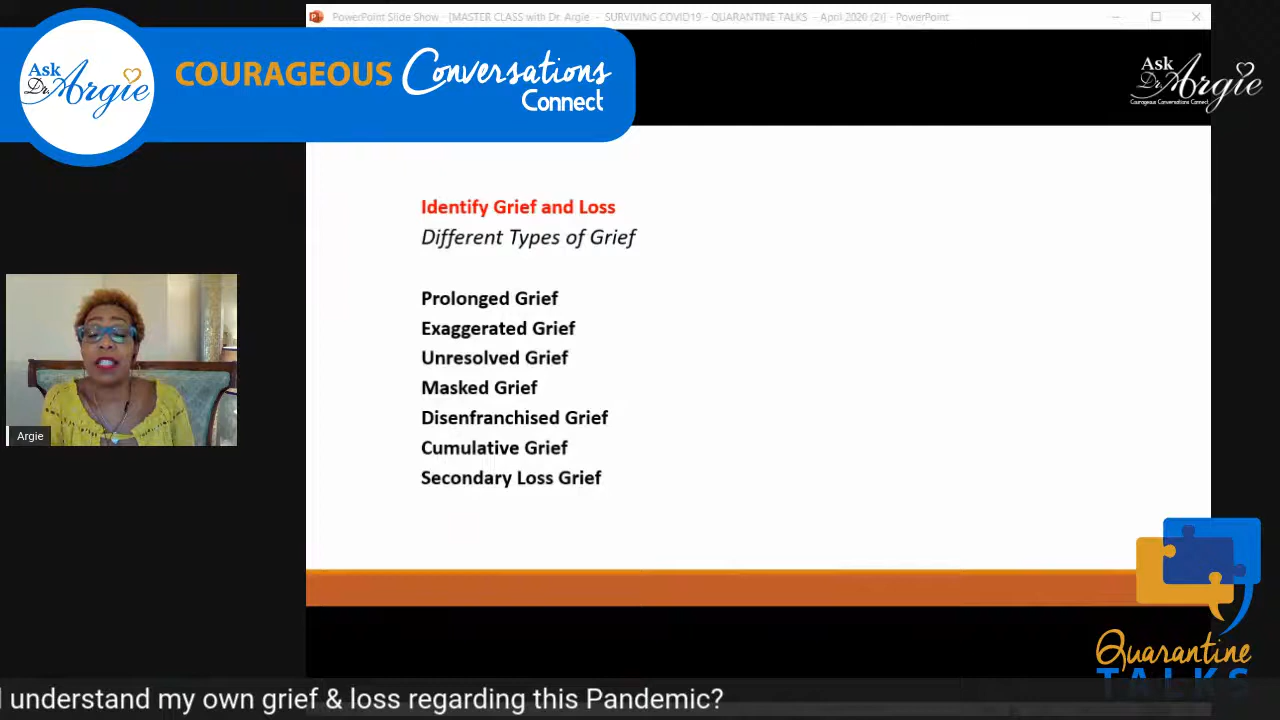 PowerPoint Slide Show - [MASTER CLASS with Dr. Argie - SURVIVING COVID19 - QUARANTINE TALKS - April 2020 (2)] - PowerPoint
Ask
Dr. Argie
COURAGEOUS Conversations
Connect
Ask
Dr. Argie
Courageous Conversations Connect
Identify Grief and Loss
Different Types of Grief
Prolonged Grief
Exaggerated Grief
Unresolved Grief
Masked Grief
Disenfranchised Grief
Cumulative Grief
Secondary Loss Grief
Argie
Quarantine
TALKS
understand my own grief & loss regarding this Pandemic?